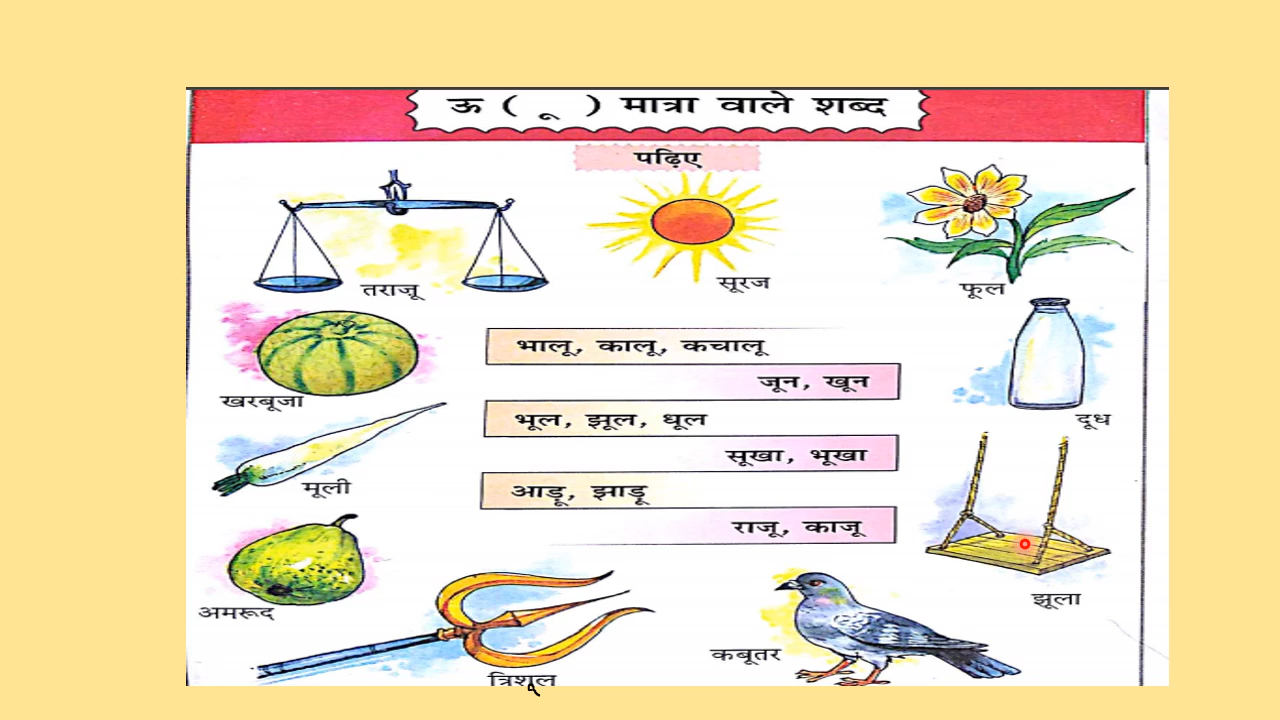 ऊ ( ू ) मात्रा वाले शब्द
पढ़िए
तराजू
सूरज
फूल
खरबूजा
भालू, कालू, कचालू
जून, खून
दूध
भूल, झूल, धूल
सूखा, भूखा
मूली
आड़ू, झाड़ू
राजू, काजू
अमरूद
झूला
कबूतर
त्रिशूल